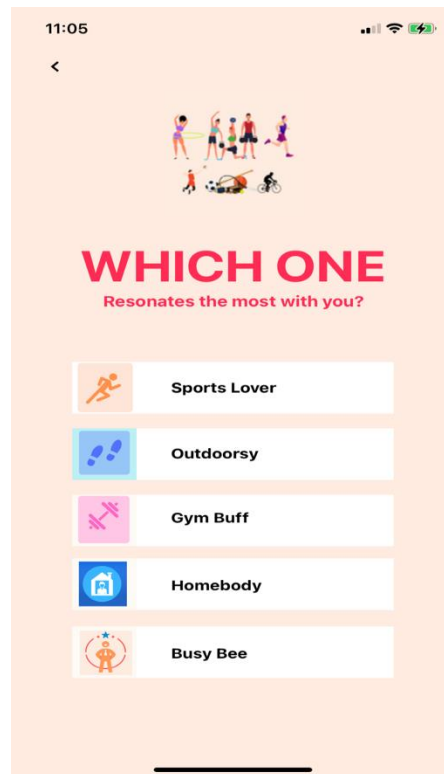 11:05
WHICH ONE
Resonates the most with you?
Sports Lover
Outdoorsy
Gym Buff
Homebody
Busy Bee